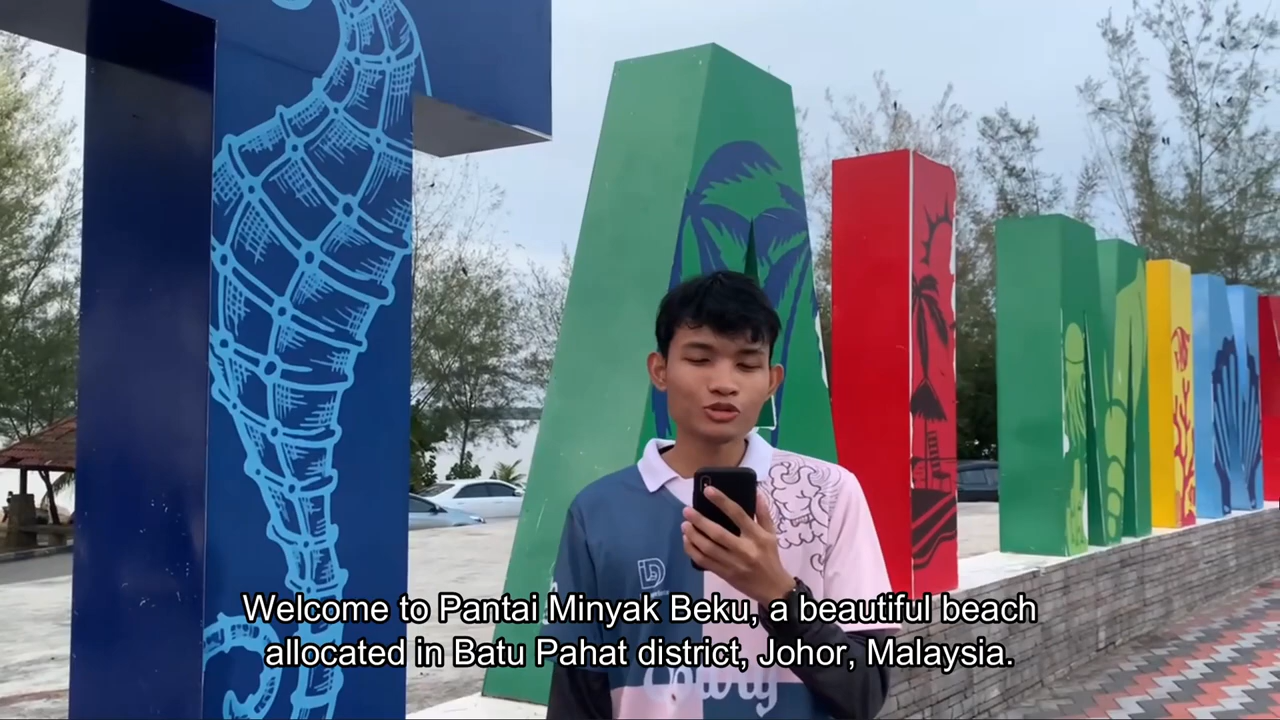 T A I M I N Y
Welcome to Pantai Minyak Beku, a beautiful beach
allocated in Batu Pahat district, Johor, Malaysia.